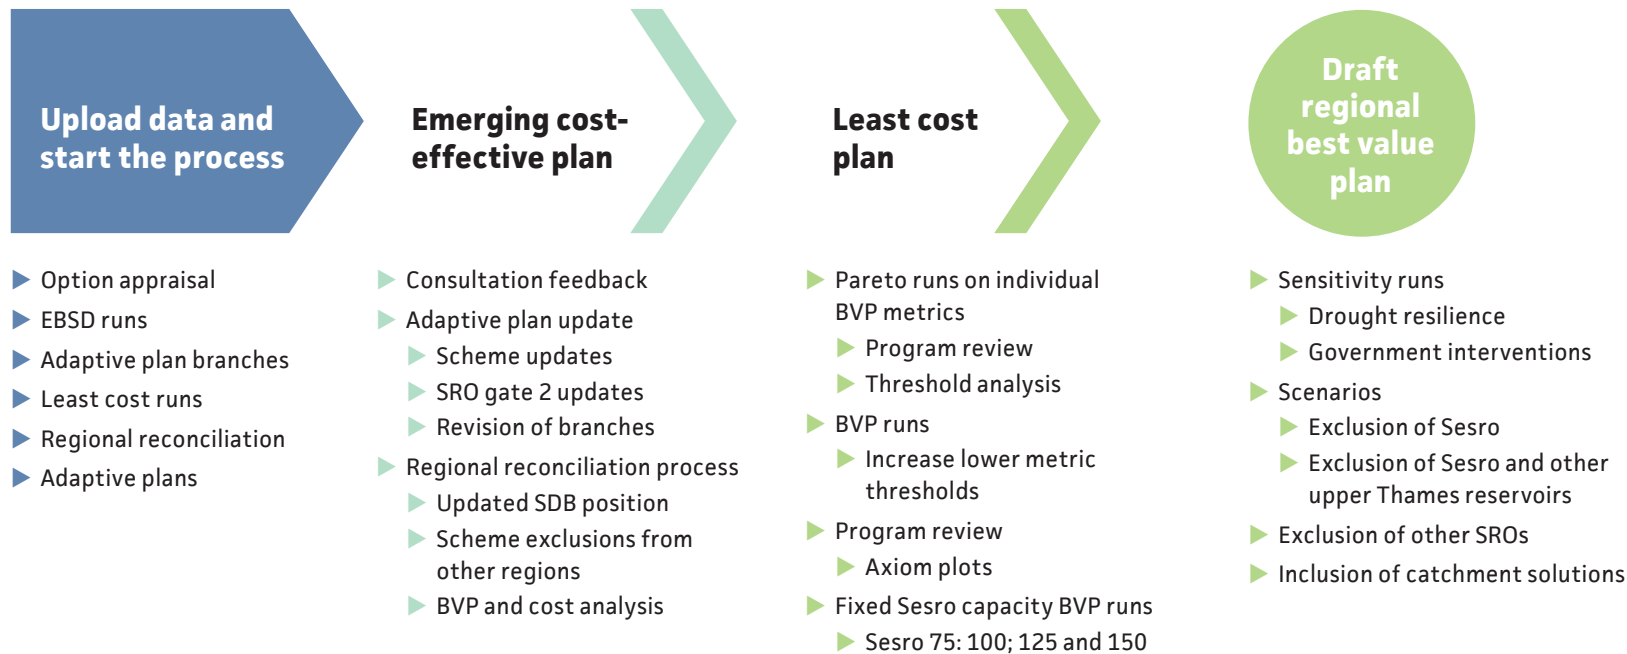 Upload data and
start the process
Option appraisal
EBSD runs
Adaptive plan branches
Least cost runs
Regional reconciliation
Adaptive plans
Emerging cost-
effective plan
Consultation feedback
Adaptive plan update
Scheme updates
SRO gate 2 updates
Revision of branches
Regional reconciliation process
Updated SDB position
Scheme exclusions from
other regions
BVP and cost analysis
Least cost
plan
Pareto runs on individual
BVP metrics
Program review
Threshold analysis
BVP runs
Increase lower metric
thresholds
Program review
Axiom plots
Fixed Sesro capacity BVP runs
Sesro 75: 100; 125 and 150
Draft
regional
best value
plan
Sensitivity runs
Drought resilience
Government interventions
Scenarios
Exclusion of Sesro
Exclusion of Sesro and other
upper Thames reservoirs
Exclusion of other SROs
Inclusion of catchment solutions